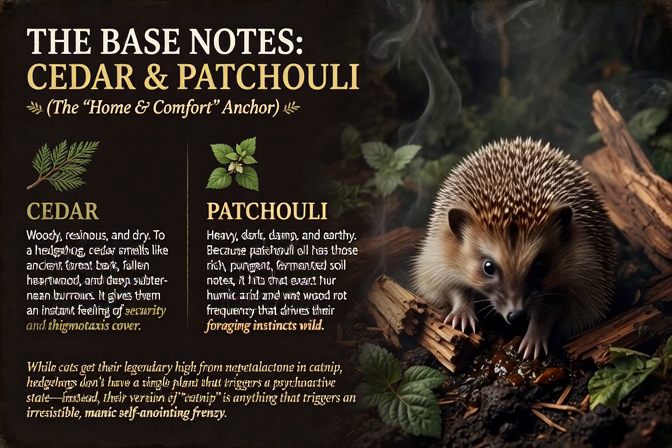 THE BASE NOTES:
CEDAR & PATCHOULI
(The “Home & Comfort” Anchor)
CEDAR
Woody, resinous, and dry. To
a hedgehog, cedar smells like
ancient forest bark, fallen
heartwood, and deep subter-
nean burrows. It gives them
an instant feeling of security
and thigmotaxis cover.
PATCHOULI
Heavy, dark, damp, and earthy.
Because patchouli oil has those
rich, pungent, fermented soil
notes, it hits that exact
humic acid and wet wood rot
frequency that drives their
foraging instincts wild.
While cats get their legendary high from nepetalactone in catnip,
hedgehogs don't have a single plant that triggers a psychoactive
state—instead, their version of "catnip" is anything that triggers an
irresistible, manic self-anointing frenzy.